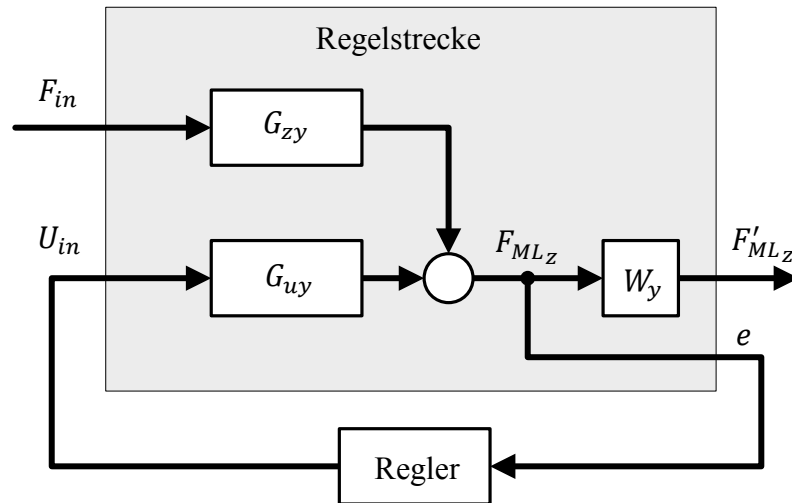 Regelstrecke
F_in
G_zy
U_in
G_uy
F_ML_z
W_y
F'_ML_z
e
Regler